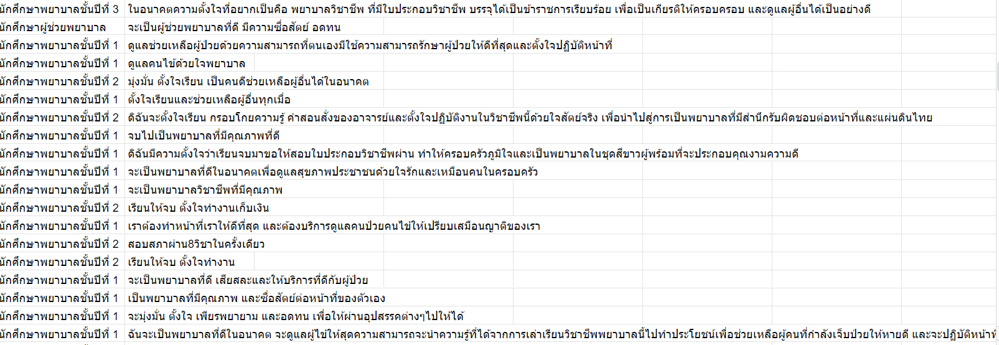 นักศึกษาพยาบาลชั้นปีที่ 3 ในอนาคตความตั้งใจที่อยากเป็นคือ พยาบาลวิชาชีพ ที่มีใบประกอบวิชาชีพ บรรจุได้เป็นข้าราชการเรียบร้อย เพื่อเป็นเกียรติให้ครอบครอบ และดูแลผู้อื่นได้เป็นอย่างดี
นักศึกษาผู้ช่วยพยาบาล จะเป็นผู้ช่วยพยาบาลที่ดี มีความซื่อสัตย์ อดทน
นักศึกษาพยาบาลชั้นปีที่ 1 ดูแลช่วยเหลือผู้ป่วยด้วยความสามารถที่ตนเองมีใช้ความสามารถรักษาผู้ป่วยให้ดีที่สุดและตั้งใจปฏิบัติหน้าที่
นักศึกษาพยาบาลชั้นปีที่ 1 ดูแลคนไข้ด้วยใจพยาบาล
นักศึกษาพยาบาลชั้นปีที่ 2 มุ่งมั่น ตั้งใจเรียน เป็นคนดีช่วยเหลือผู้อื่นได้ในอนาคต
นักศึกษาพยาบาลชั้นปีที่ 1 ตั้งใจเรียนและช่วยเหลือผู้อื่นทุกเมื่อ
นักศึกษาพยาบาลชั้นปีที่ 2 ดิฉันจะตั้งใจเรียน กรอบโกยความรู้ คำสอนสั่งของอาจารย์และตั้งใจปฏิบัติงานในวิชาชีพนี้ด้วยใจสัตย์จริง เพื่อนำไปสู่การเป็นพยาบาลที่มีสำนึกรับผิดชอบต่อหน้าที่และแผ่นดินไทย
นักศึกษาพยาบาลชั้นปีที่ 1 จบไปเป็นพยาบาลที่มีคุณภาพที่ดี
นักศึกษาพยาบาลชั้นปีที่ 1 ดิฉันมีความตั้งใจว่าเรียนจบมาขอให้สอบใบประกอบวิชาชีพผ่าน ทำให้ครอบครัวภูมิใจและเป็นพยาบาลในชุดสีขาวผู้พร้อมที่จะประกอบคุณงามความดี
นักศึกษาพยาบาลชั้นปีที่ 1 จะเป็นพยาบาลที่ดีในอนาคตเพื่อดูแลสุขภาพประชาชนด้วยใจรักและเหมือนคนในครอบครัว
นักศึกษาพยาบาลชั้นปีที่ 1 จะเป็นพยาบาลวิชาชีพที่มีคุณภาพ
นักศึกษาพยาบาลชั้นปีที่ 2 เรียนให้จบ ตั้งใจทำงานเก็บเงิน
นักศึกษาพยาบาลชั้นปีที่ 1 เราต้องทำหน้าที่เราให้ดีที่สุด และต้องบริการดูแลคนป่วยคนไข้ให้เปรียบเสมือนญาติของเรา
นักศึกษาพยาบาลชั้นปีที่ 2 สอบสภาผ่าน8วิชาในครั้งเดียว
นักศึกษาพยาบาลชั้นปีที่ 2 เรียนให้จบ ตั้งใจทำงาน
นักศึกษาพยาบาลชั้นปีที่ 1 จะเป็นพยาบาลที่ดี เสียสละและให้บริการที่ดีกับผู้ป่วย
นักศึกษาพยาบาลชั้นปีที่ 1 เป็นพยาบาลที่มีคุณภาพ และซื่อสัตย์ต่อหน้าที่ของตัวเอง
นักศึกษาพยาบาลชั้นปีที่ 1 จะมุ่งมั่น ตั้งใจ เพียรพยายาม และอดทน เพื่อให้ผ่านอุปสรรคต่างๆไปให้ได้
นักศึกษาพยาบาลชั้นปีที่ 1 ฉันจะเป็นพยาบาลที่ดีในอนาคต จะดูแลผู้ไข้ให้สุดความสามารถจะนำความรู้ที่ได้จากการเล่าเรียนวิชาชีพพยาบาลนี้ไปทำประโยชน์เพื่อช่วยเหลือผู้คนที่กำลังเจ็บป่วยให้หายดี และจะปฏิบัติหน้าที่